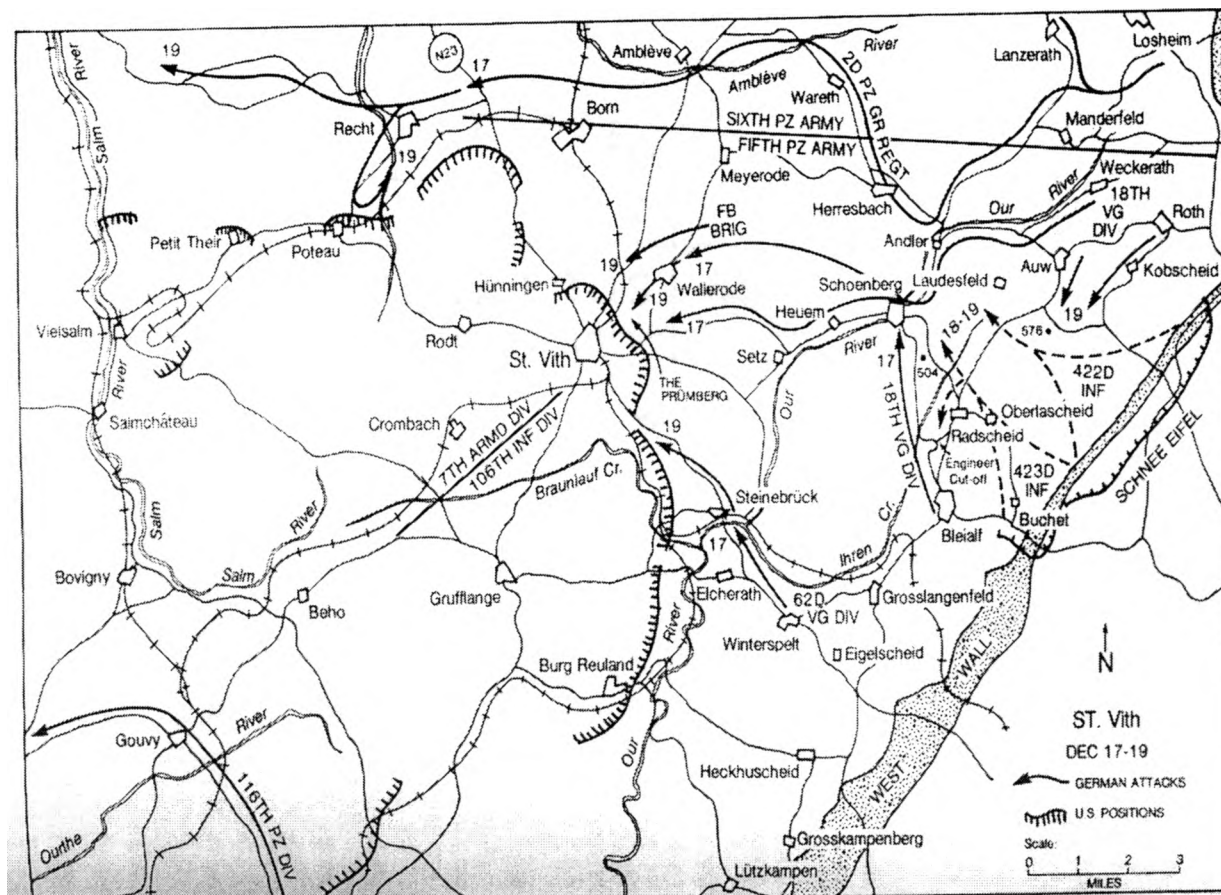 19
N23
17
Amblève
River
Amblève
Wareth
Lanzerath
Losheim
River
Salm
Recht
Born
19
2D PZ GR REGT
SIXTH PZ ARMY
FIFTH PZ ARMY
Manderfeld
Weckerath
Meyerode
Herresbach
Our
River
18TH
VG
DIV
Roth
Petit Their
Poteau
FB
BRIG
Andler
Auw
Kobscheid
Hünningen
19
17
Wallerode
19
Schoenberg
Laudesfeld
19
Vielsalm
Rodt
St. Vith
17
Heuem
Setz
River
18-19
576
504
17
422D
INF
River
Salmchâteau
Crombach
THE
PRÜMBERG
Our
18TH VG DIV
Oberlascheid
Radscheid
7TH ARMD DIV
106TH INF DIV
19
Engineer
Cut-off
423D
INF
SCHNEE EIFEL
Braunlauf Cr.
Steinebrück
Cr.
Buchet
Salm
River
Bleialf
Ihren
Bovigny
Salm
17
Beho
Grufflange
Elcherath
62D
VG DIV
Grosslangenfeld
River
Winterspelt
Eigelscheid
N
Burg Reuland
WEST WALL
ST. Vith
DEC 17-19
River
Gouvy
Our
Heckhuscheid
GERMAN ATTACKS
116TH PZ DIV
U S POSITIONS
Ourthe
Grosskampenberg
Scale:
0 1 2 3
MILES
Lützkampen